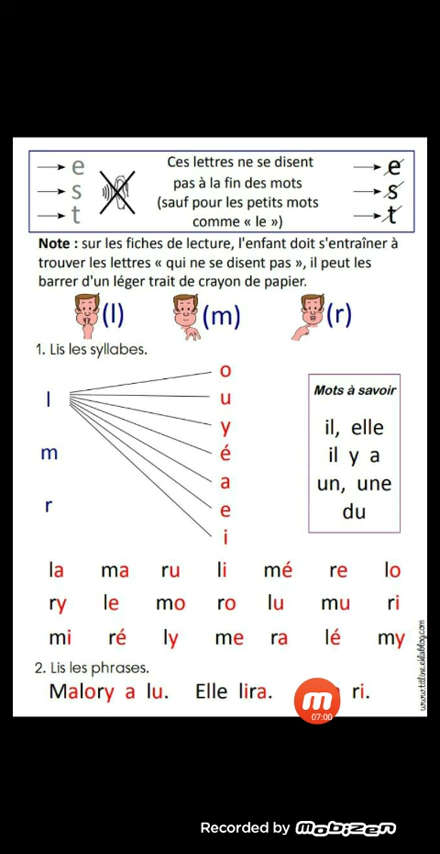 → e Ces lettres ne se disent → e
→ s pas à la fin des mots → s
→ t (sauf pour les petits mots → t
comme « le »)
Note : sur les fiches de lecture, l'enfant doit s'entraîner à
trouver les lettres « qui ne se disent pas », il peut les
barrer d'un léger trait de crayon de papier.
(l) (m) (r)
1. Lis les syllabes.
l
m
r
o
u
y
é
a
e
i
Mots à savoir
il, elle
il y a
un, une
du
la ma ru li mé re lo
ry le mo ro lu mu ri
mi ré ly me ra lé my
2. Lis les phrases.
Malory a lu. Elle lira. ri.
m
07:00
Recorded by mobizen